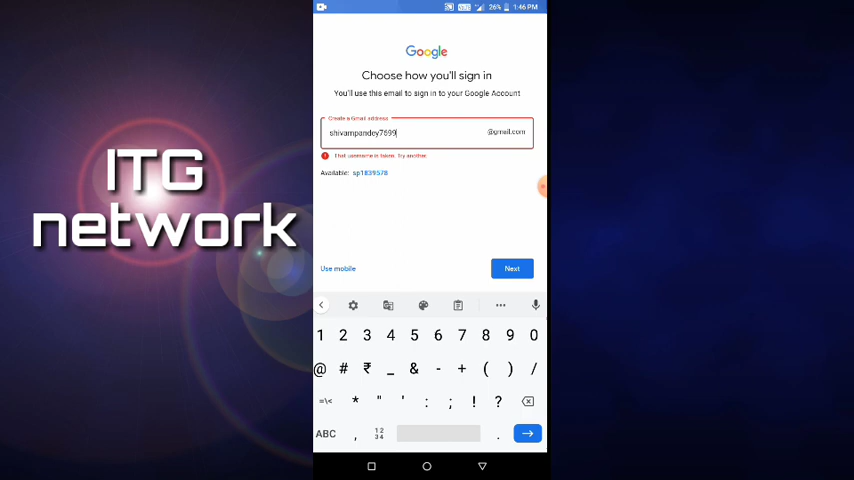 ITG
network
26%
1:46 PM
Google
Choose how you'll sign in
You'll use this email to sign in to your Google Account
Create a Gmail address
shivampandey7699
@gmail.com
That username is taken. Try another.
Available: sp1839578
Use mobile
Next
1 2 3 4 5 6 7 8 9 0
@ # ₹ _ & - + ( ) /
=\< * " ' : ; ! ?
ABC , 12 34 .